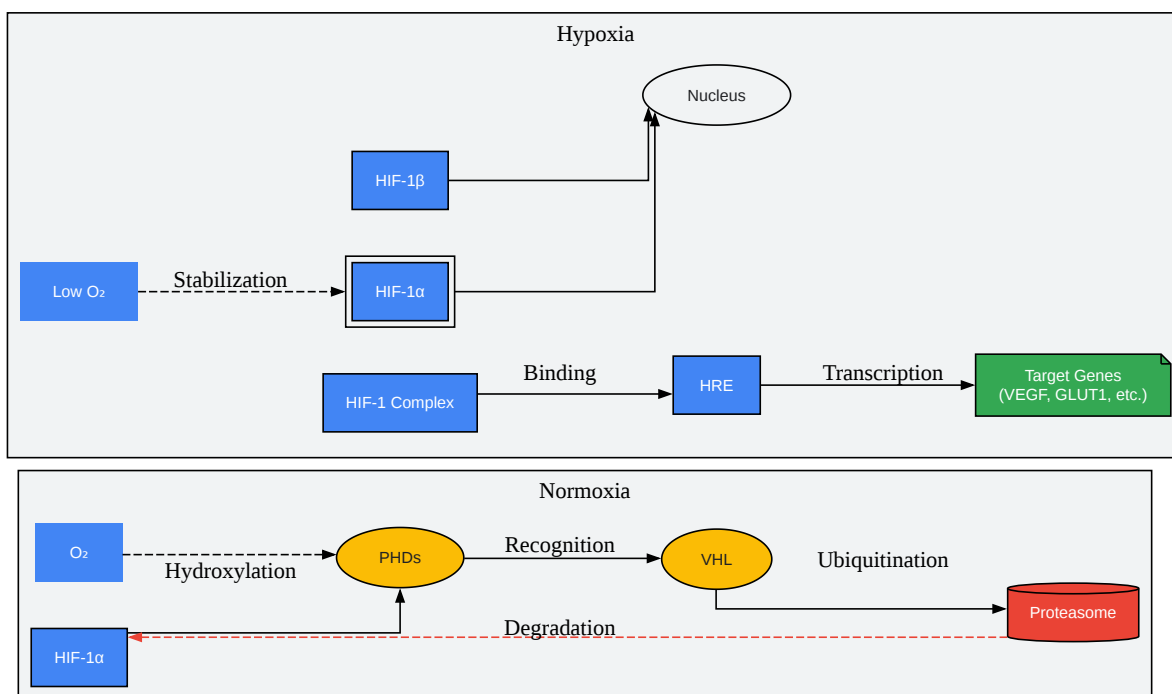 Hypoxia
Nucleus
HIF-1β
Low O₂
Stabilization
HIF-1α
HIF-1 Complex
Binding
HRE
Transcription
Target Genes
(VEGF, GLUT1, etc.)
Normoxia
O₂
Hydroxylation
PHDs
Recognition
VHL
Ubiquitination
Proteasome
Degradation
HIF-1α